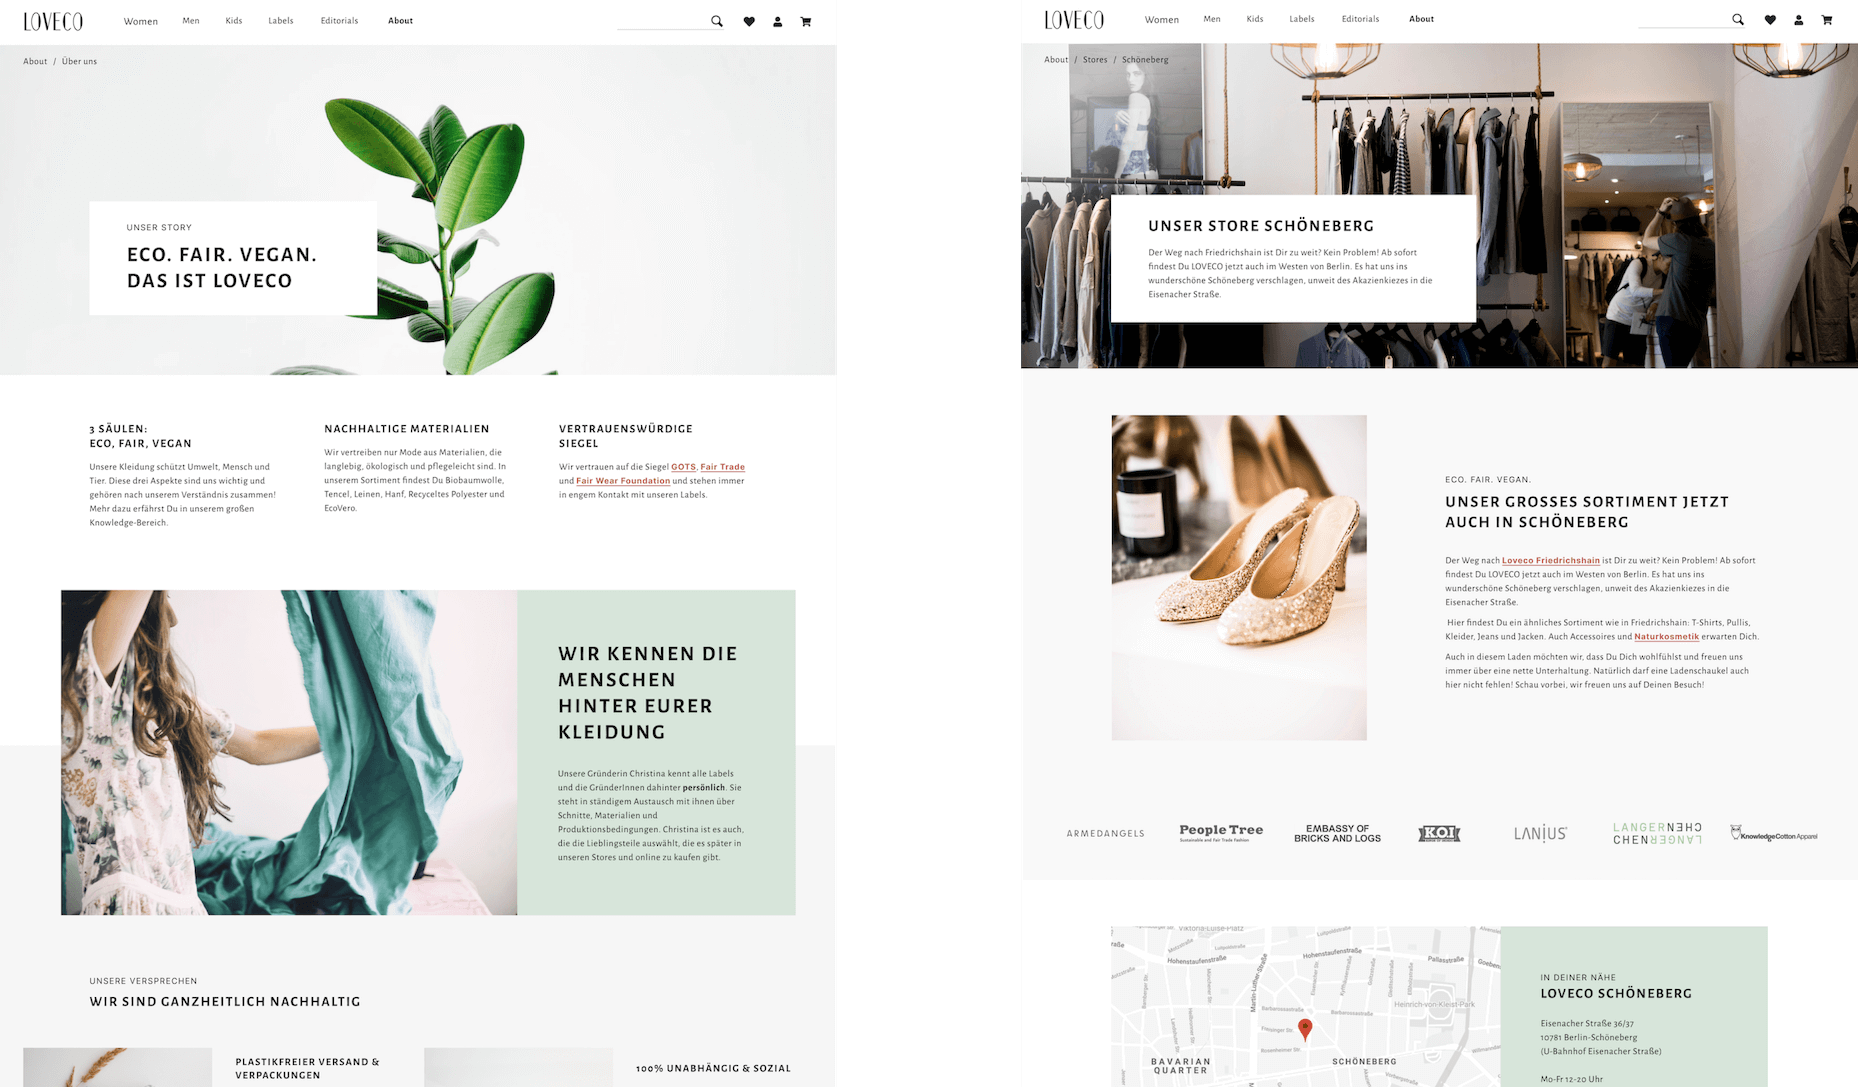 LOVECO
Women Men Kids Labels Editorials About
About / Über uns
UNSER STORY
ECO. FAIR. VEGAN.
DAS IST LOVECO
3 SÄULEN:
ECO, FAIR, VEGAN
Unsere Kleidung schützt Umwelt, Mensch und
Tier. Diese drei Aspekte sind uns wichtig und
gehören nach unserem Verständnis zusammen!
Mehr dazu erfährst Du in unserem großen
Knowledge-Bereich.
NACHHALTIGE MATERIALIEN
Wir vertreiben nur Mode aus Materialien, die
langlebig, ökologisch und pflegeleicht sind. In
unserem Sortiment findest Du Biobaumwolle,
Tencel, Leinen, Hanf, Recyceltes Polyester und
EcoVero.
VERTRAUENSWÜRDIGE
SIEGEL
Wir vertrauen auf die Siegel GOTS, Fair Trade
und Fair Wear Foundation und stehen immer
in engem Kontakt mit unseren Labels.
WIR KENNEN DIE
MENSCHEN
HINTER EURER
KLEIDUNG
Unsere Gründerin Christina kennt alle Labels
und die GründerInnen dahinter persönlich. Sie
steht in ständigem Austausch mit ihnen über
Schnitte, Materialien und
Produktionsbedingungen. Christina ist es auch,
die die Lieblingsteile auswählt, die es später in
unseren Stores und online zu kaufen gibt.
UNSERE VERSPRECHEN
WIR SIND GANZHEITLICH NACHHALTIG
PLASTIKFREIER VERSAND &
VERPACKUNGEN
100% UNABHÄNGIG & SOZIAL
LOVECO
Women Men Kids Labels Editorials About
About / Stores / Schöneberg
UNSER STORE SCHÖNEBERG
Der Weg nach Friedrichshain ist Dir zu weit? Kein Problem! Ab sofort
findest Du LOVECO jetzt auch im Westen von Berlin. Es hat uns ins
wunderschöne Schöneberg verschlagen, unweit des Akazienkiezes in die
Eisenacher Straße.
ECO. FAIR. VEGAN.
UNSER GROSSES SORTIMENT JETZT
AUCH IN SCHÖNEBERG
Der Weg nach Loveco Friedrichshain ist Dir zu weit? Kein Problem! Ab sofort
findest Du LOVECO jetzt auch im Westen von Berlin. Es hat uns ins
wunderschöne Schöneberg verschlagen, unweit des Akazienkiezes in die
Eisenacher Straße.
Hier findest Du ein ähnliches Sortiment wie in Friedrichshain: T-Shirts, Pullis,
Kleider, Jeans und Jacken. Auch Accessoires und Naturkosmetik erwarten Dich.
Auch in diesem Laden möchten wir, dass Du Dich wohlfühlst und freuen uns
immer über eine nette Unterhaltung. Natürlich darf eine Ladenschaukel auch
hier nicht fehlen! Schau vorbei, wir freuen uns auf Deinen Besuch!
ARMEDANGELS
People Tree
Sustainable and Fair Trade Fashion
EMBASSY OF
BRICKS AND LOGS
KOI
LANIUS
LANGERCHEN
CHENLANGER
KnowledgeCotton Apparel
Viktoria-Luise-Platz
Hohenstaufenstraße
Hohenstaufenstraße
Pallasstraße
Martin-Luther-Straße
Heinrich-von-Kleist-Park
Barbarossastraße
Rosenheimer Str.
BAVARIAN
QUARTER
SCHÖNEBERG
IN DEINER NÄHE
LOVECO SCHÖNEBERG
Eisenacher Straße 36/37
10781 Berlin-Schöneberg
(U-Bahnhof Eisenacher Straße)
Mo-Fr 12-20 Uhr